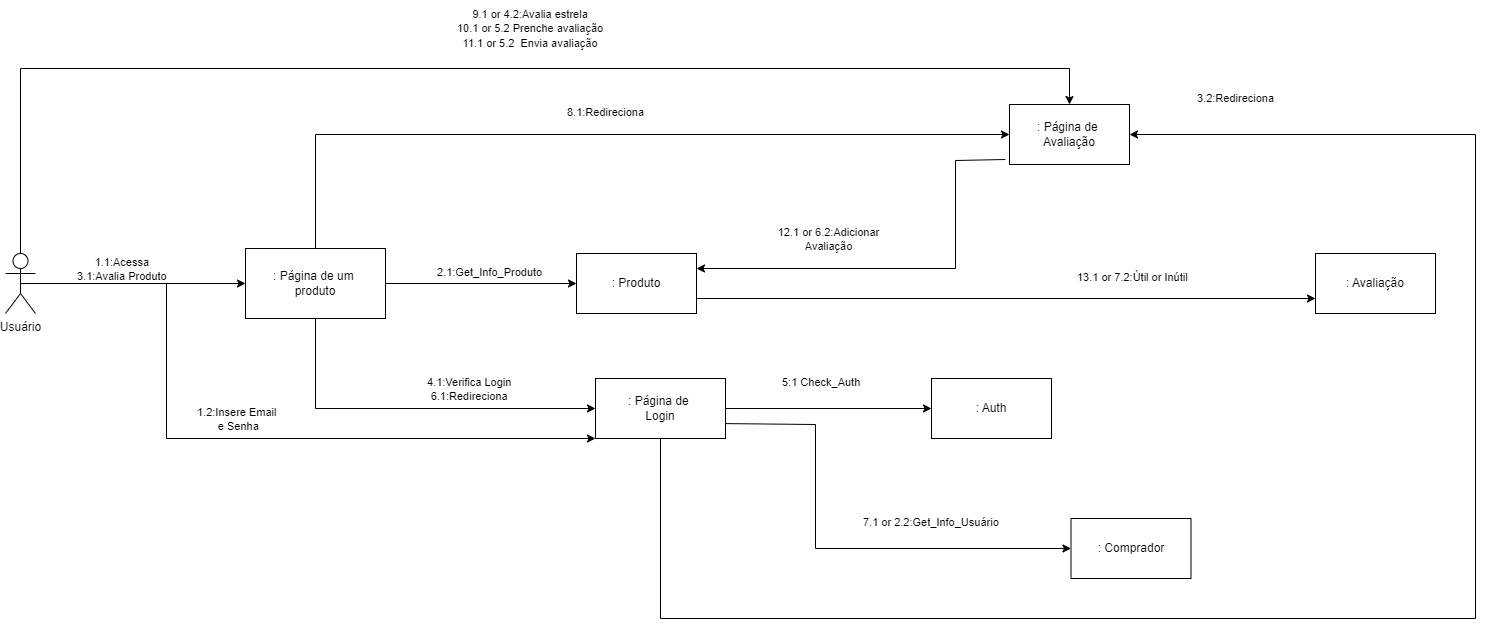 9.1 or 4.2:Avalia estrela
10.1 or 5.2 Prenche avaliação
11.1 or 5.2 Envia avaliação
8.1:Redireciona
3.2:Redireciona
: Página de
Avaliação
12.1 or 6.2:Adicionar
Avaliação
1.1:Acessa
3.1:Avalia Produto
: Página de um
produto
2.1:Get_Info_Produto
: Produto
13.1 or 7.2:Ùtil or Inútil
: Avaliação
Usuário
4.1:Verifica Login
6.1:Redireciona
: Página de
Login
5:1 Check_Auth
: Auth
1.2:Insere Email
e Senha
7.1 or 2.2:Get_Info_Usuário
: Comprador